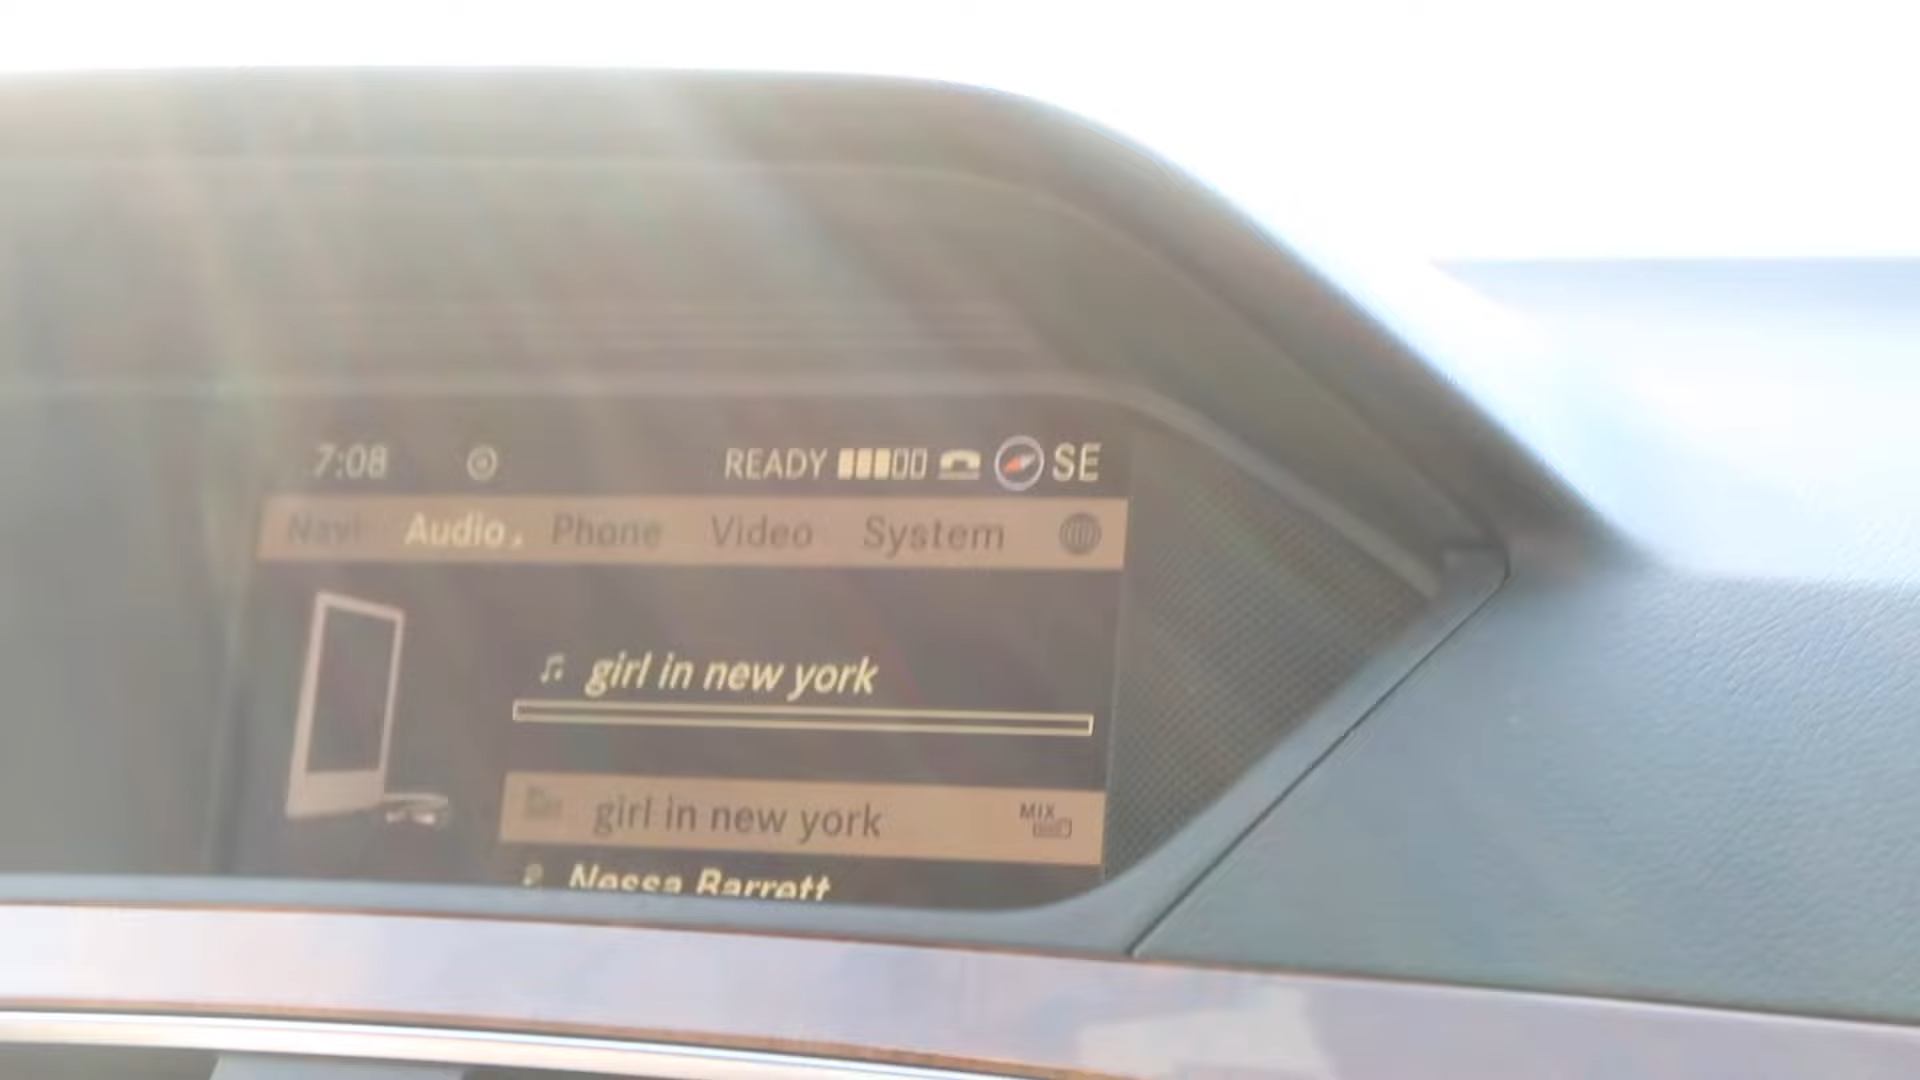 7:08 READY SE
Navi Audio Phone Video System
girl in new york
girl in new york MIX
Nessa Barrett